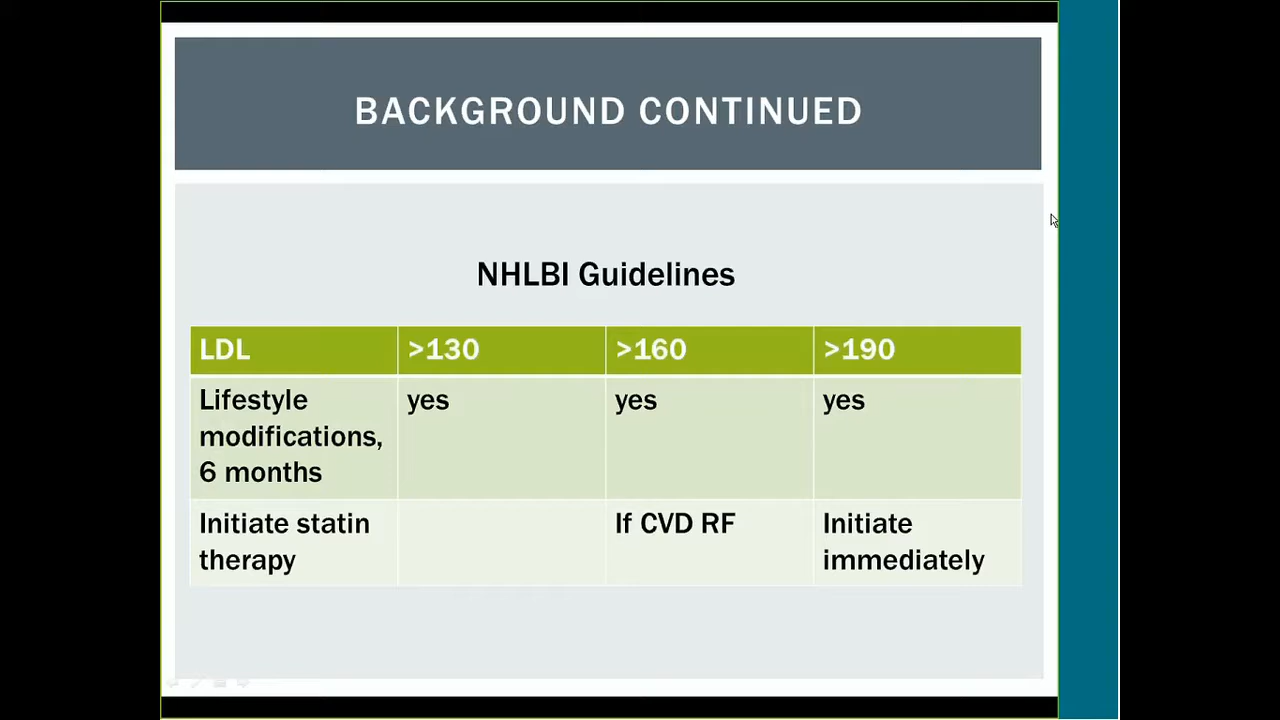 BACKGROUND CONTINUED
NHLBI Guidelines
LDL >130 >160 >190
Lifestyle yes yes yes
modifications,
6 months
Initiate statin If CVD RF Initiate
therapy immediately